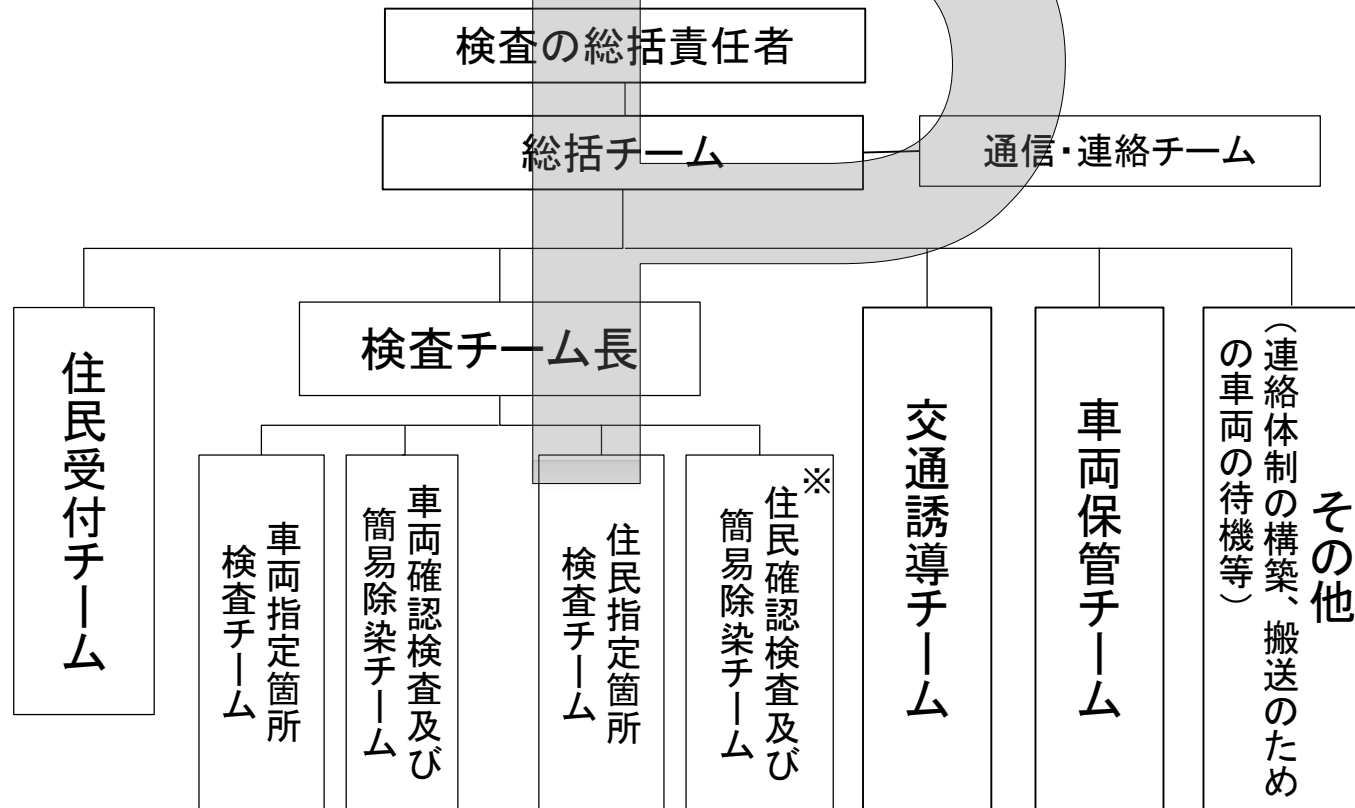 検査の総括責任者
総括チーム
通信・連絡チーム
住民受付チーム
検査チーム長
車両指定箇所
検査チーム
車両確認検査及び
簡易除染チーム
住民指定箇所
検査チーム
※
住民確認検査及び
簡易除染チーム
交通誘導チーム
車両保管チーム
その他
（連絡体制の構築、搬送のため
の車両の待機等）